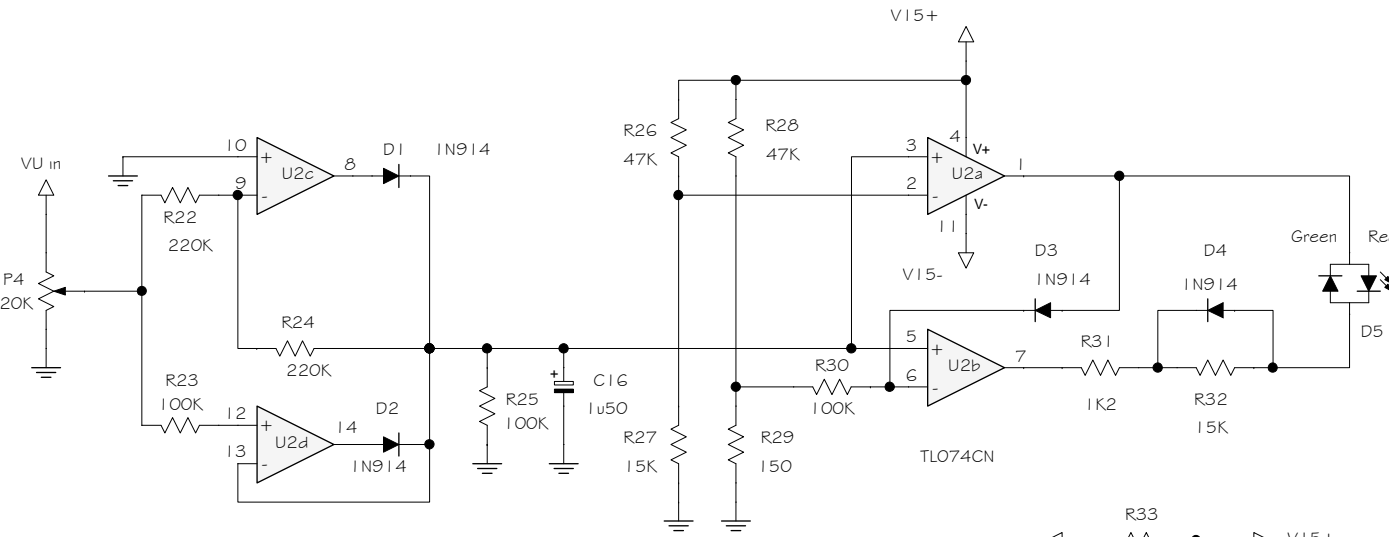 V15+
R26
47K
R28
47K
VU in
10
+
9
-
U2c
8
D1
1N914
3
+
2
-
4
V+
U2a
1
V-
11
V15-
R22
220K
P4
20K
R24
220K
R23
100K
12
+
13
-
U2d
14
D2
1N914
R25
100K
+
C16
1u50
R27
15K
R29
150
R30
100K
5
+
6
-
U2b
7
TL074CN
D3
1N914
R31
1K2
D4
1N914
R32
15K
Green
D5
R33
V15+